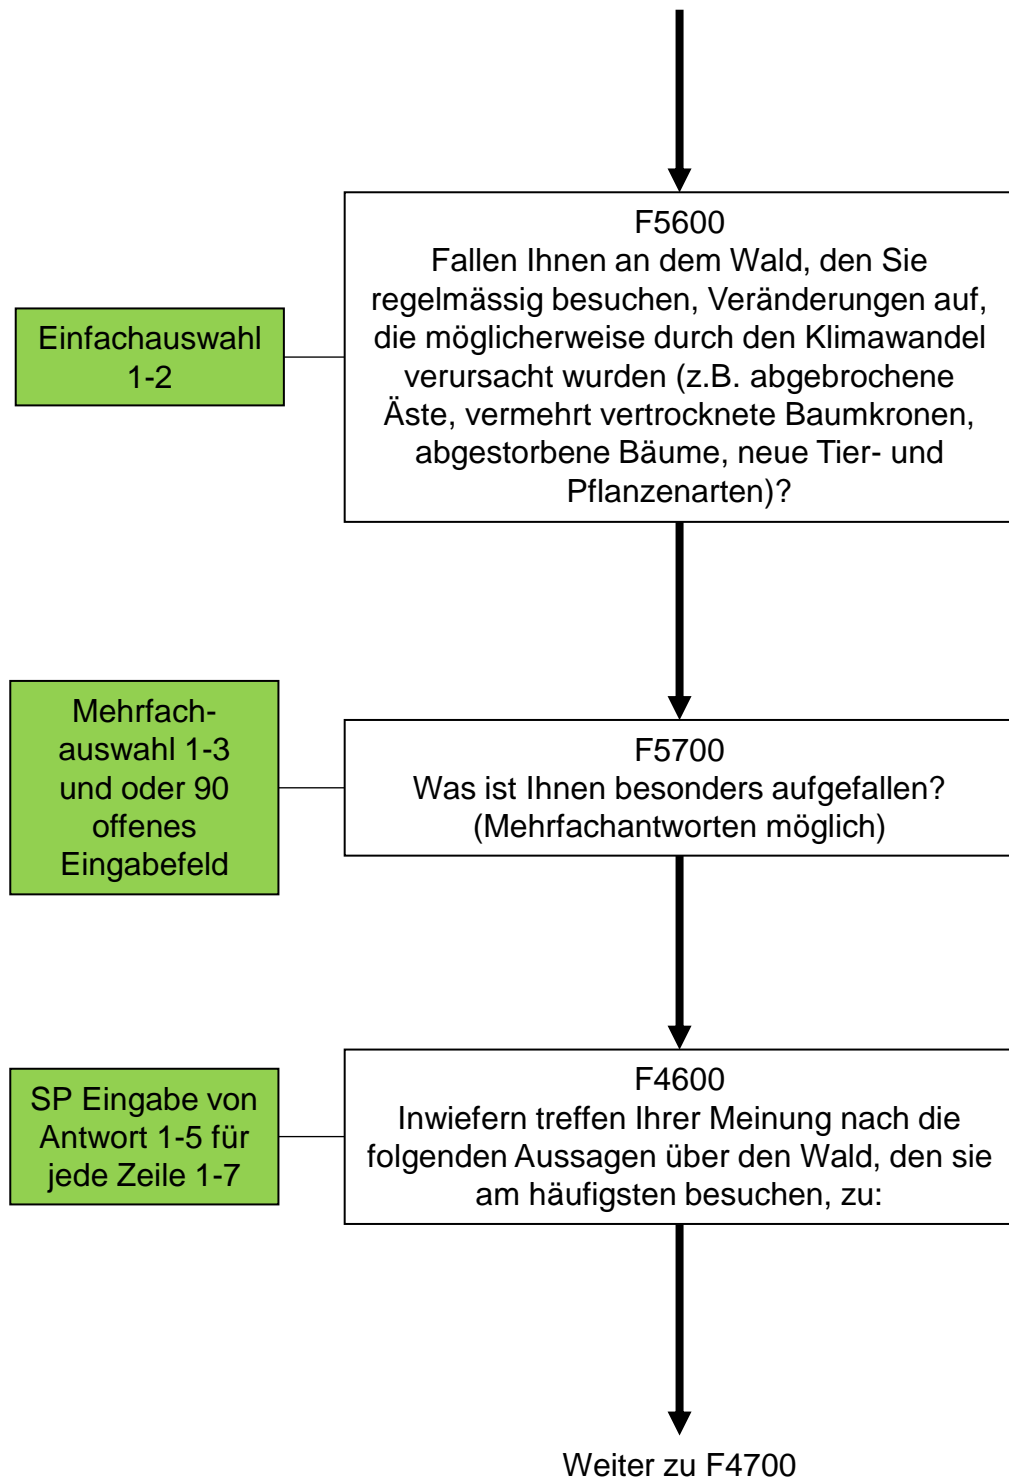 F5600
Fallen Ihnen an dem Wald, den Sie
regelmässig besuchen, Veränderungen auf,
die möglicherweise durch den Klimawandel
verursacht wurden (z.B. abgebrochene
Äste, vermehrt vertrocknete Baumkronen,
abgestorbene Bäume, neue Tier- und
Pflanzenarten)?
Einfachauswahl
1-2
Mehrfach-
auswahl 1-3
und oder 90
offenes
Eingabefeld
F5700
Was ist Ihnen besonders aufgefallen?
(Mehrfachantworten möglich)
SP Eingabe von
Antwort 1-5 für
jede Zeile 1-7
F4600
Inwiefern treffen Ihrer Meinung nach die
folgenden Aussagen über den Wald, den sie
am häufigsten besuchen, zu:
Weiter zu F4700